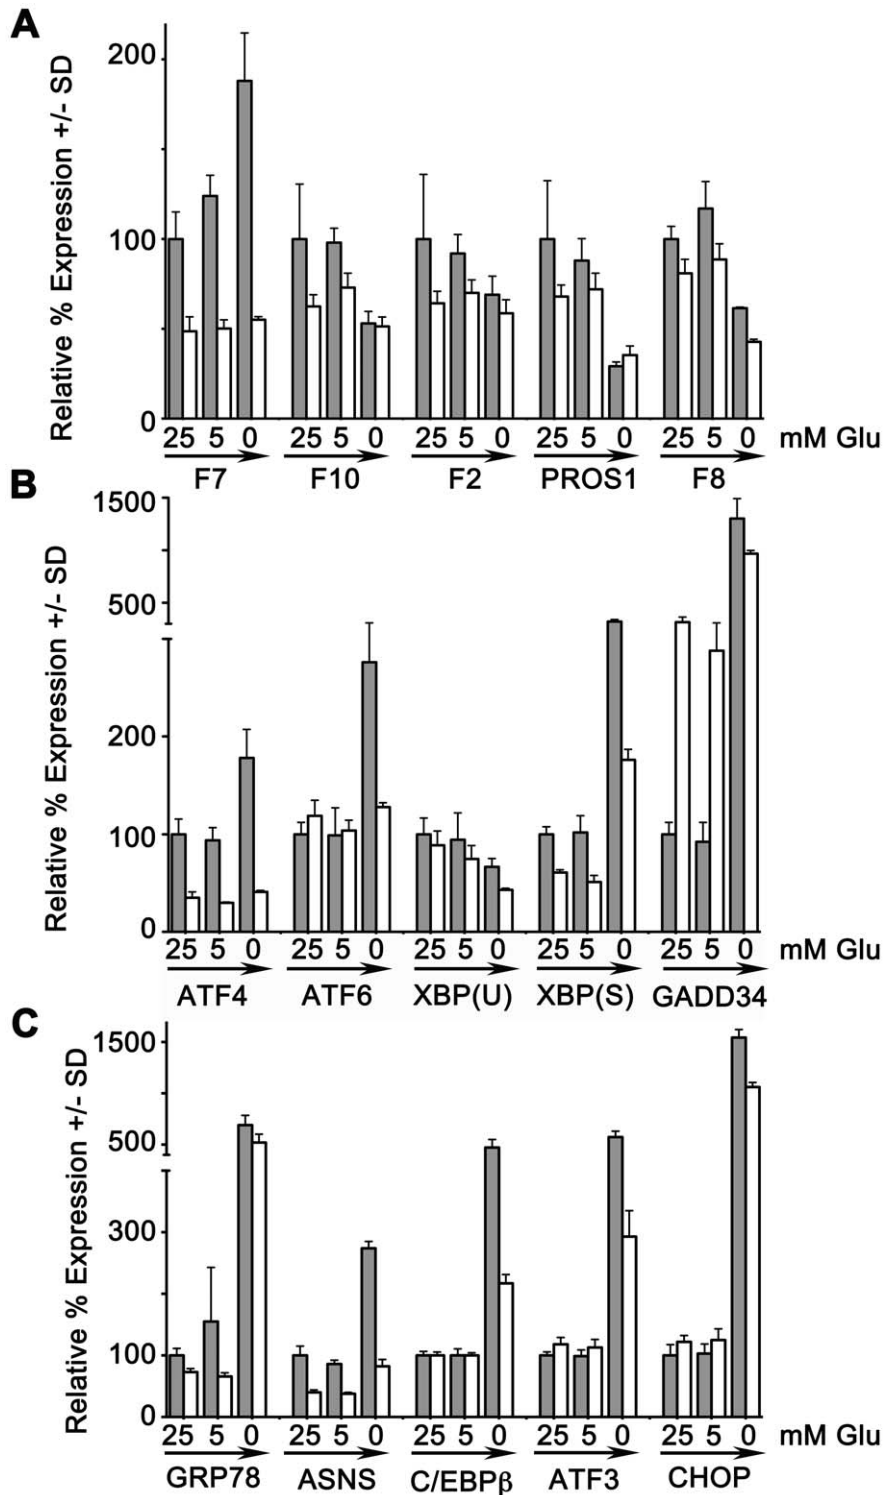 A
Relative % Expression +/- SD
200
100
0
25 5 0 25 5 0 25 5 0 25 5 0 25 5 0 mM Glu
F7 F10 F2 PROS1 F8
B
Relative % Expression +/- SD
1500
500
200
100
0
25 5 0 25 5 0 25 5 0 25 5 0 25 5 0 mM Glu
ATF4 ATF6 XBP(U) XBP(S) GADD34
C
Relative % Expression +/- SD
1500
500
300
100
0
25 5 0 25 5 0 25 5 0 25 5 0 25 5 0 mM Glu
GRP78 ASNS C/EBPβ ATF3 CHOP